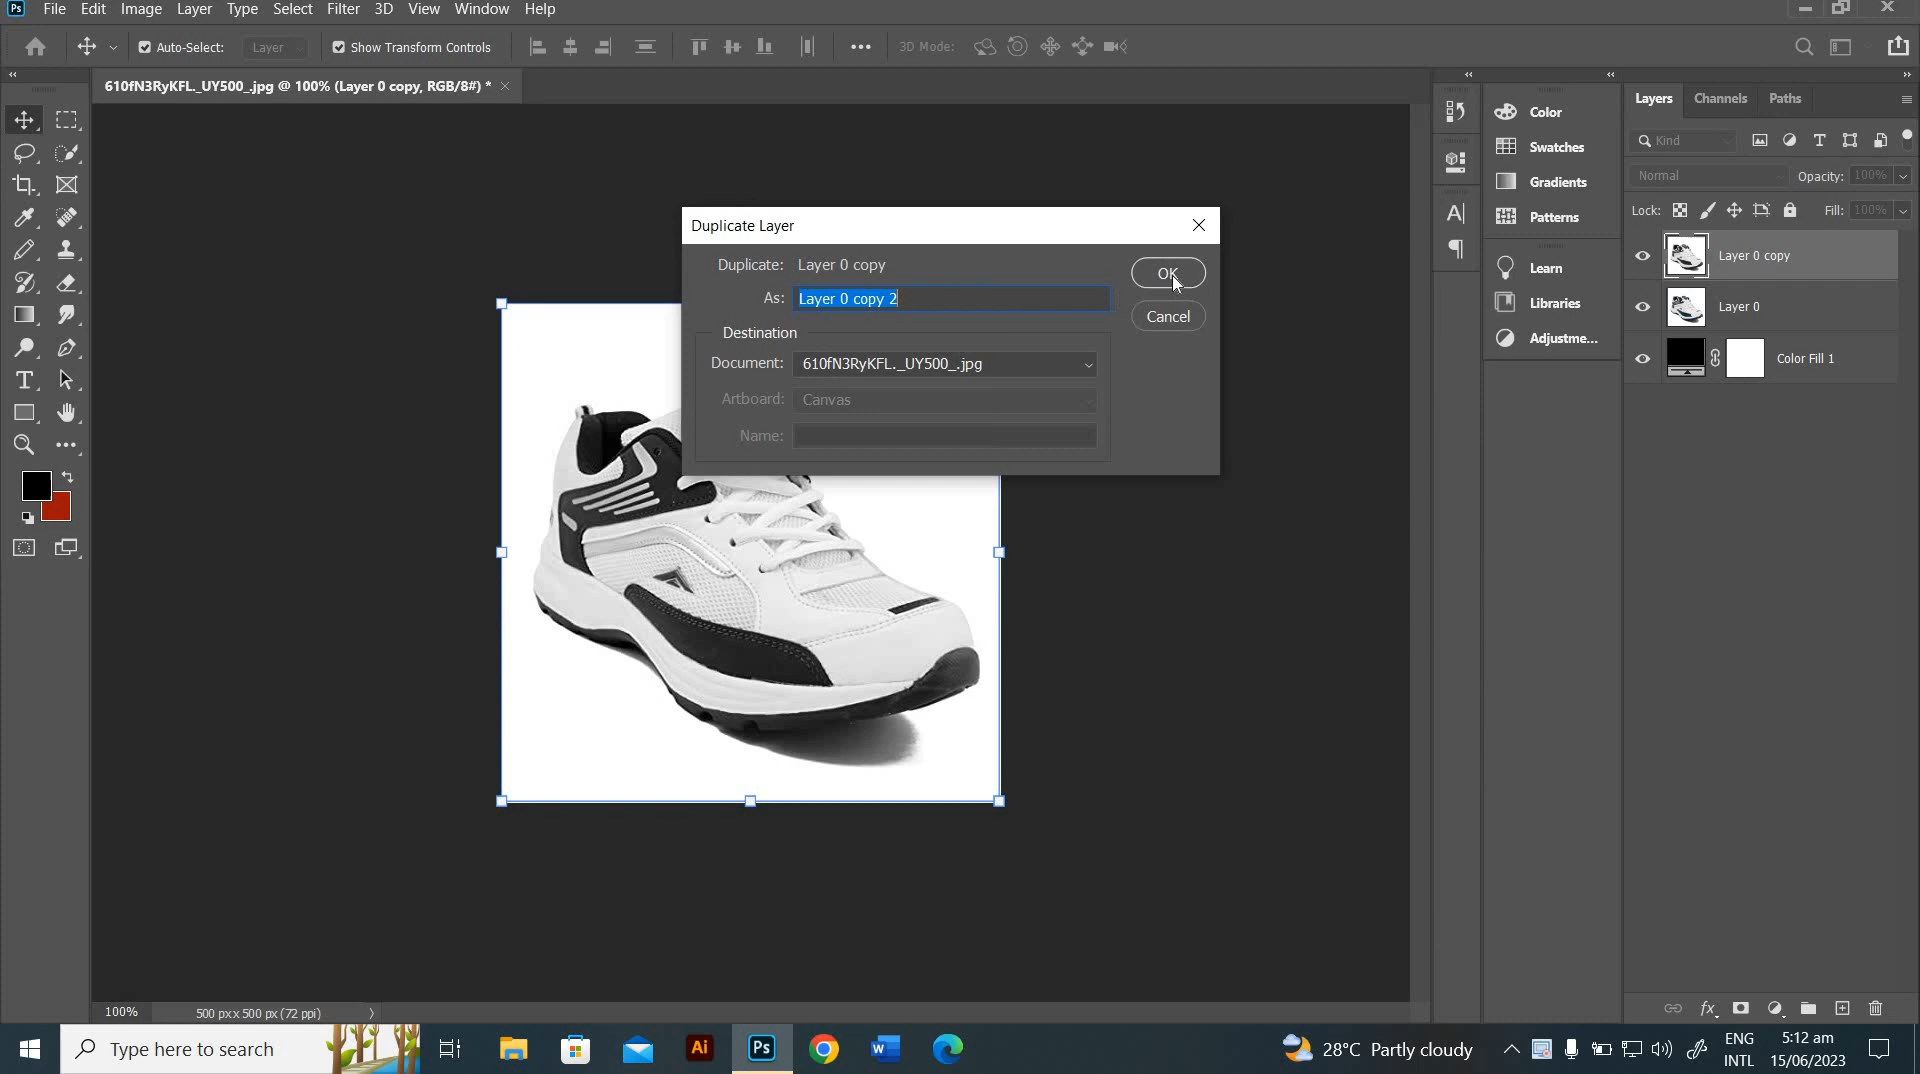 Ps File Edit Image Layer Type Select Filter 3D View Window Help
Auto-Select: Layer Show Transform Controls 3D Mode:
610fN3RyKFL._UY500_.jpg @ 100% (Layer 0 copy, RGB/8#) *
Color
Swatches
Gradients
Patterns
Learn
Libraries
Adjustme...
Layers Channels Paths
Kind
Normal Opacity: 100%
Lock: Fill: 100%
Layer 0 copy
Layer 0
Color Fill 1
Duplicate Layer
Duplicate: Layer 0 copy
As: Layer 0 copy 2
OK
Cancel
Destination
Document: 610fN3RyKFL._UY500_.jpg
Artboard: Canvas
Name:
100% 500 px x 500 px (72 ppi)
Type here to search
Ai Ps W
28°C Partly cloudy
ENG
INTL
5:12 am
15/06/2023